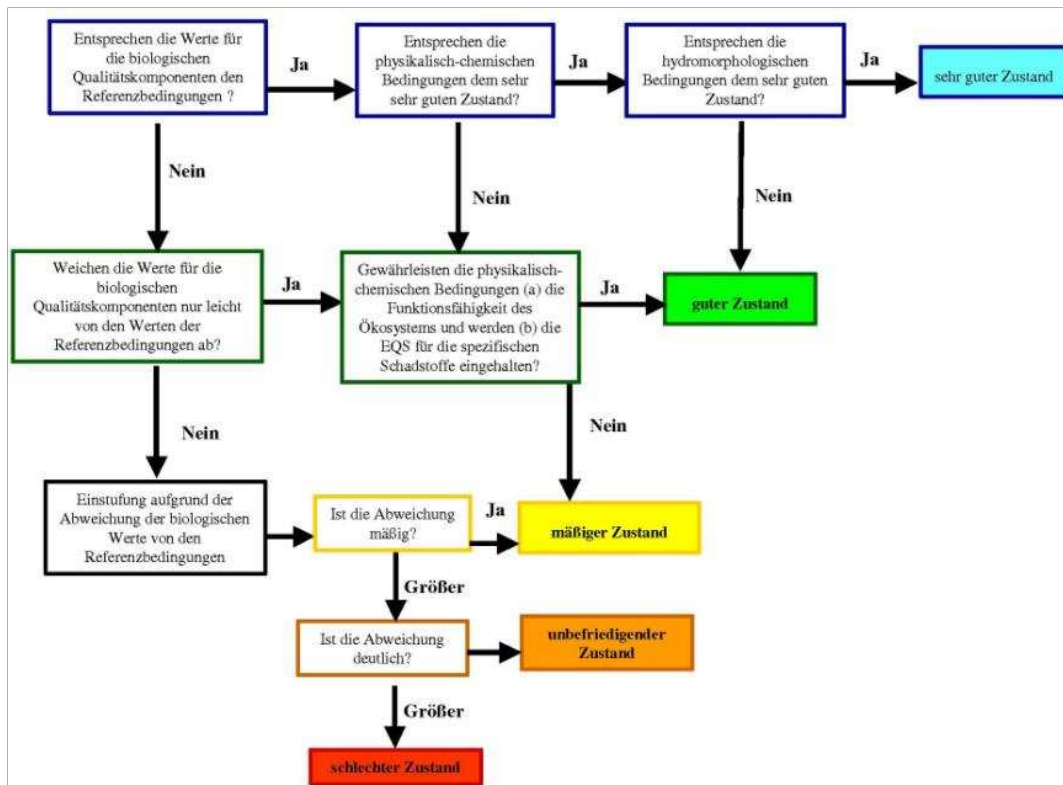 Entsprechen die Werte für
die biologischen
Qualitätskomponenten den
Referenzbedingungen ?
Ja
Entsprechen die
physikalisch-chemischen
Bedingungen dem sehr
sehr guten Zustand?
Ja
Entsprechen die
hydromorphologischen
Bedingungen dem sehr guten
Zustand?
Ja
sehr guter Zustand
Nein
Nein
Nein
Weichen die Werte für die
biologischen
Qualitätskomponenten nur leicht
von den Werten der
Referenzbedingungen ab?
Ja
Gewährleisten die physikalisch-
chemischen Bedingungen (a) die
Funktionsfähigkeit des
Ökosystems und werden (b) die
EQS für die spezifischen
Schadstoffe eingehalten?
Ja
guter Zustand
Nein
Nein
Einstufung aufgrund der
Abweichung der biologischen
Werte von den
Referenzbedingungen
Ist die Abweichung
mäßig?
Ja
mäßiger Zustand
Größer
Ist die Abweichung
deutlich?
unbefriedigender
Zustand
Größer
schlechter Zustand